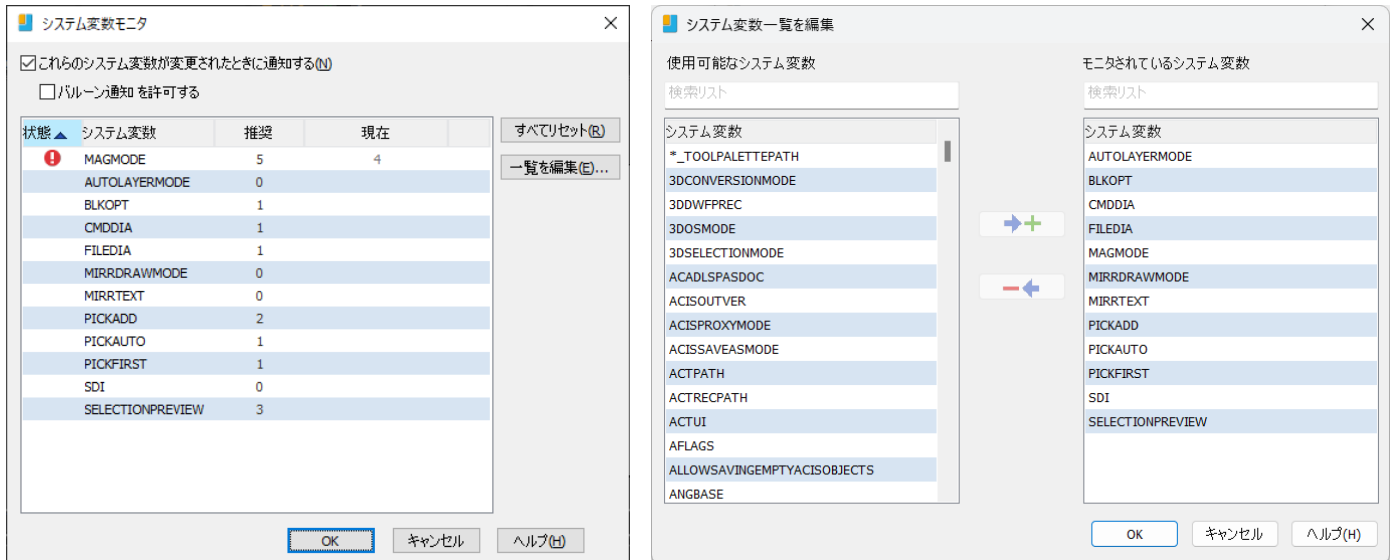 システム変数モニタ
これらのシステム変数が変更されたときに通知する(N)
バルーン通知 を許可する
状態 システム変数 推奨 現在
MAGMODE 5 4
AUTOLAYERMODE 0
BLKOPT 1
CMDDIA 1
FILEDIA 1
MIRRDRAWMODE 0
MIRRTEXT 0
PICKADD 2
PICKAUTO 1
PICKFIRST 1
SDI 0
SELECTIONPREVIEW 3
すべてリセット(R)
一覧を編集(E)...
OK キャンセル ヘルプ(H)
システム変数一覧を編集
使用可能なシステム変数
検索リスト
システム変数
*_TOOLPALETTEPATH
3DCONVERSIONMODE
3DDWFPREC
3DOSMODE
3DSELECTIONMODE
ACADLSPASDOC
ACISOUTVER
ACISPROXYMODE
ACISSAVEASMODE
ACTPATH
ACTRECPATH
ACTUI
AFLAGS
ALLOWSAVINGEMPTYACISOBJECTS
ANGBASE
モニタされているシステム変数
検索リスト
システム変数
AUTOLAYERMODE
BLKOPT
CMDDIA
FILEDIA
MAGMODE
MIRRDRAWMODE
MIRRTEXT
PICKADD
PICKAUTO
PICKFIRST
SDI
SELECTIONPREVIEW
OK キャンセル ヘルプ(H)